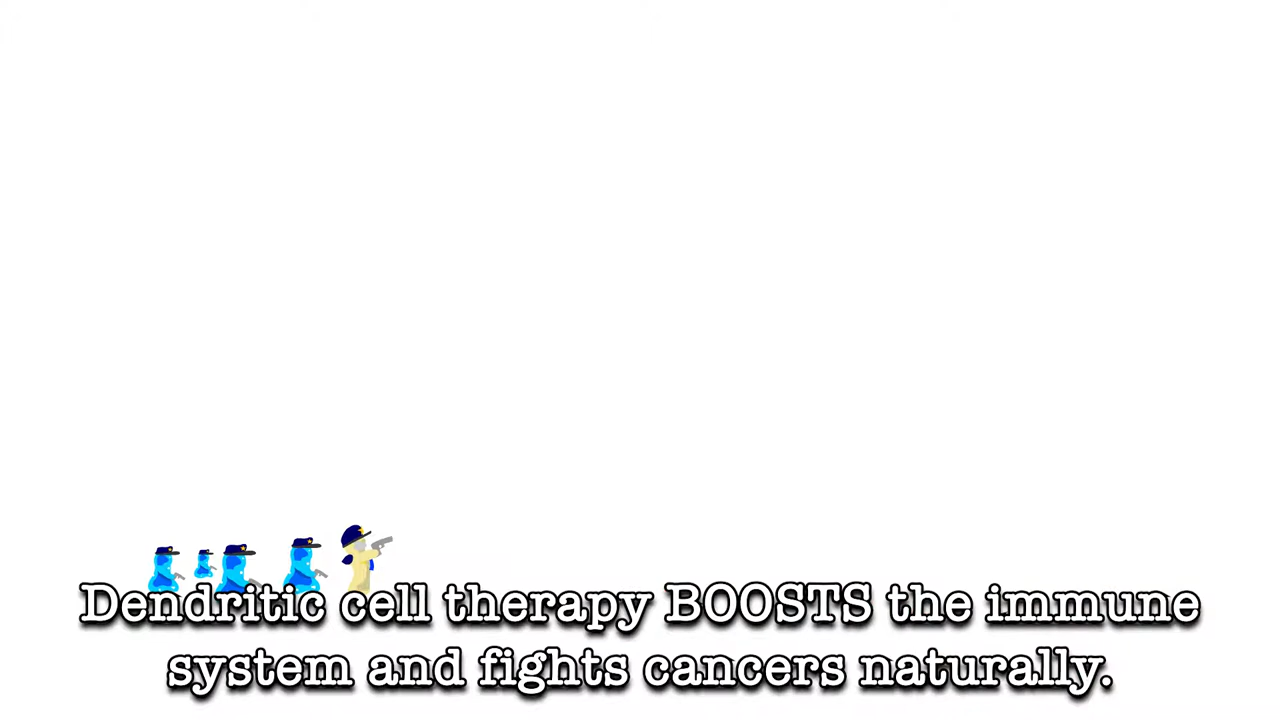 Dendritic cell therapy BOOSTS the immune
system and fights cancers naturally.